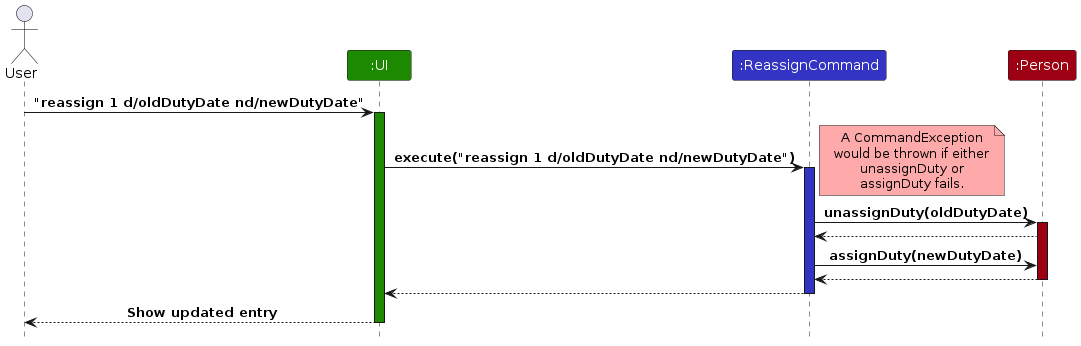 User
:UI
:ReassignCommand
:Person
"reassign 1 d/oldDutyDate nd/newDutyDate"
A CommandException
would be thrown if either
unassignDuty or
assignDuty fails.
execute("reassign 1 d/oldDutyDate nd/newDutyDate")
unassignDuty(oldDutyDate)
assignDuty(newDutyDate)
Show updated entry